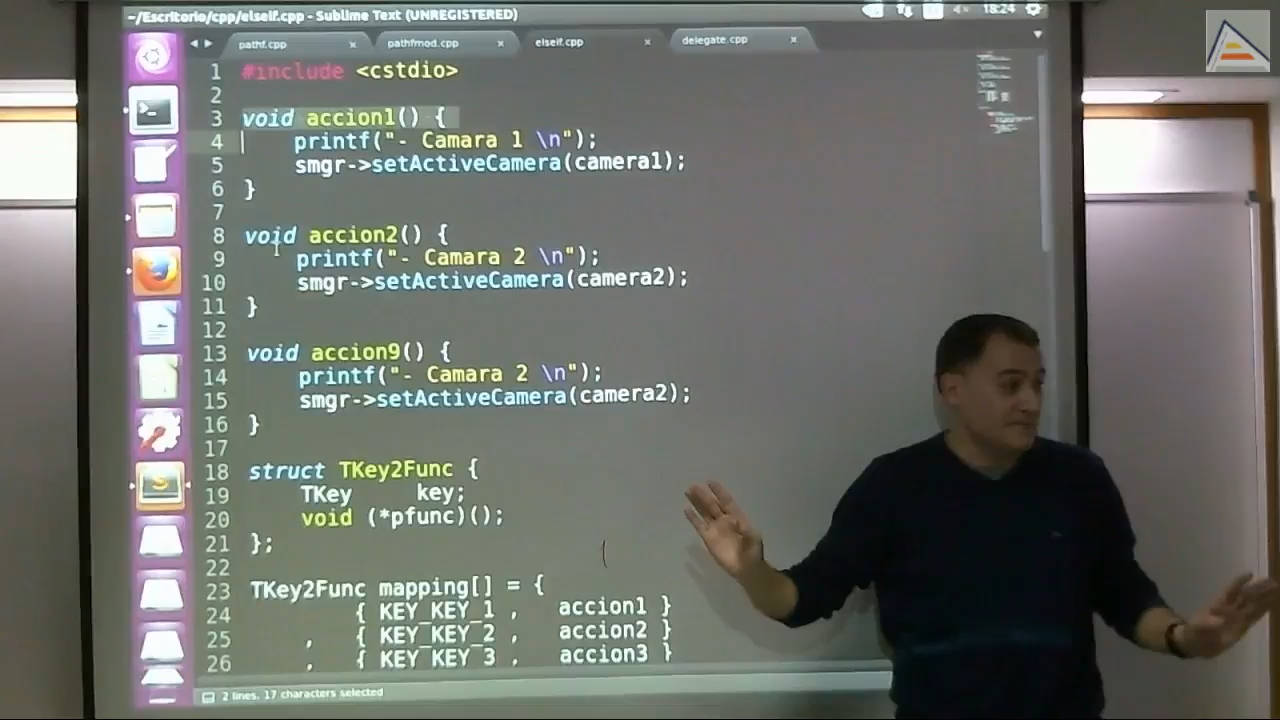 ~/Escritorio/cpp/elseif.cpp - Sublime Text (UNREGISTERED)
18:24
pathf.cpp × pathfmod.cpp × elseif.cpp × delegate.cpp ×
1 #include <cstdio>
2
3 void accion1() {
4 printf("- Camara 1 \n");
5 smgr->setActiveCamera(camera1);
6 }
7
8 void accion2() {
9 printf("- Camara 2 \n");
10 smgr->setActiveCamera(camera2);
11 }
12
13 void accion9() {
14 printf("- Camara 2 \n");
15 smgr->setActiveCamera(camera2);
16 }
17
18 struct TKey2Func {
19 TKey key;
20 void (*pfunc)();
21 };
22
23 TKey2Func mapping[] = {
24 { KEY_KEY_1 , accion1 }
25 , { KEY_KEY_2 , accion2 }
26 , { KEY_KEY_3 , accion3 }
2 lines, 17 characters selected